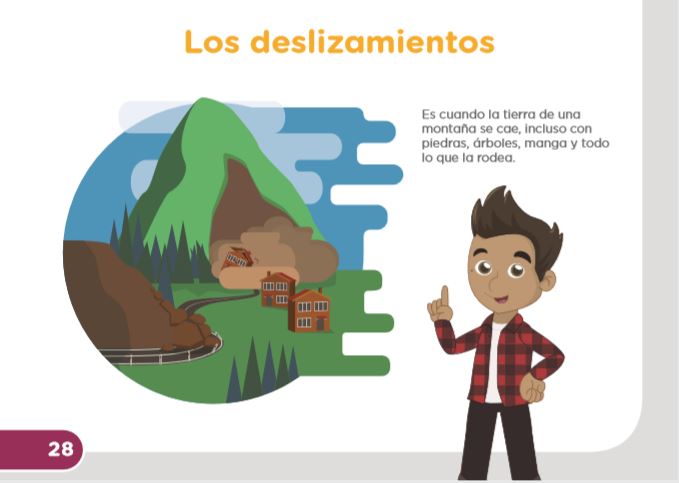 Los deslizamientos
Es cuando la tierra de una
montaña se cae, incluso con
piedras, árboles, manga y todo
lo que la rodea.
28